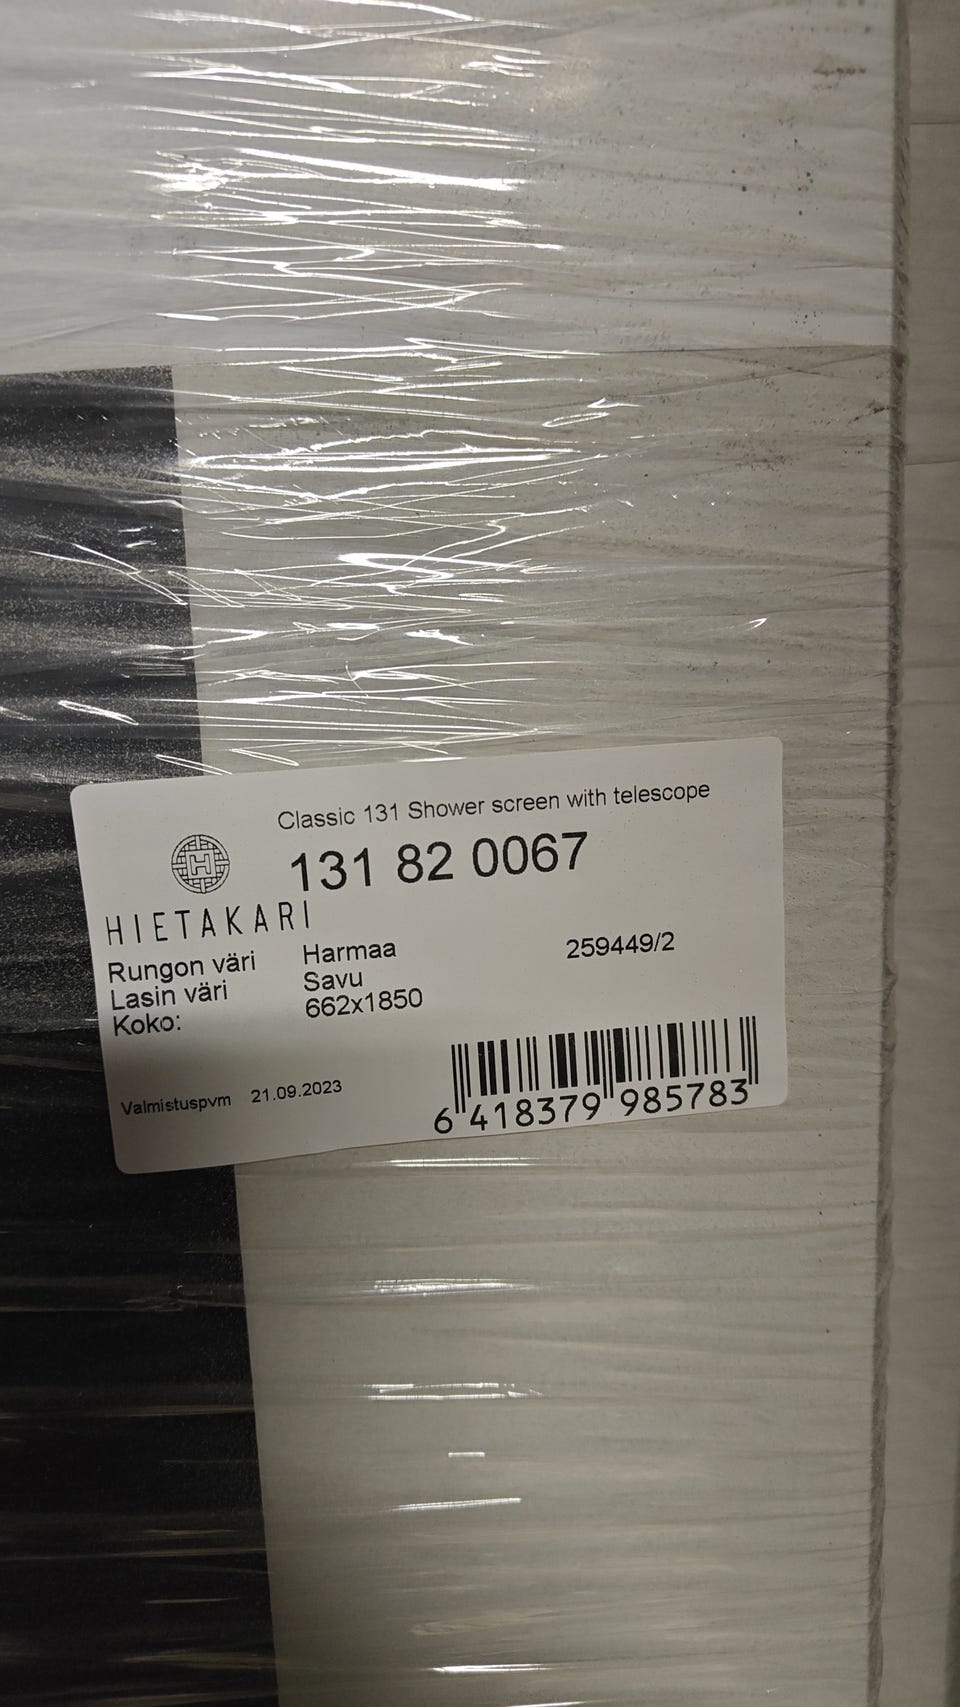 Classic 131 Shower screen with telescope
H
131 82 0067
HIETAKARI
Rungon väri Harmaa 259449/2
Lasin väri Savu
Koko: 662x1850
Valmistuspvm 21.09.2023
6 418379 985783